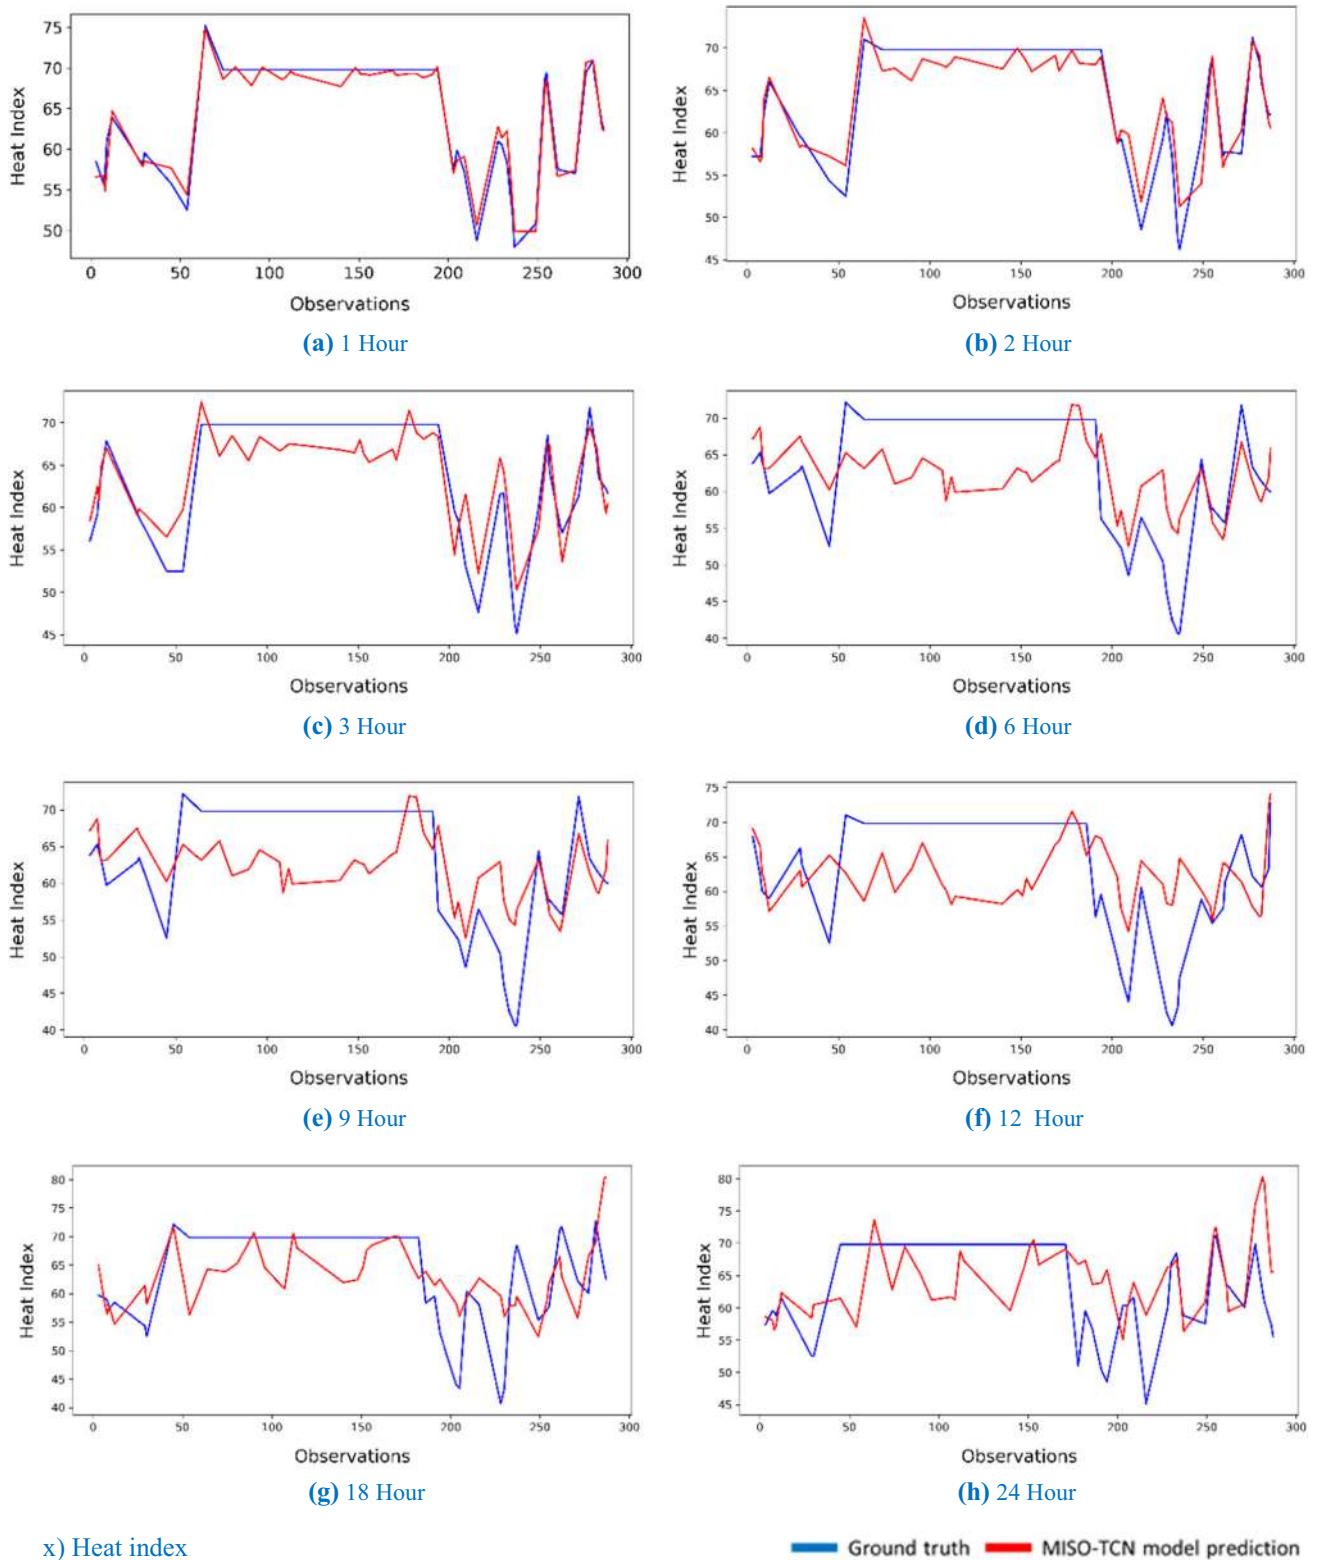 75
70
65
60
55
50
Heat Index
0 50 100 150 200 250 300
Observations
(a) 1 Hour
70
65
60
55
50
45
Heat Index
0 50 100 150 200 250 300
Observations
(b) 2 Hour
70
65
60
55
50
45
Heat Index
0 50 100 150 200 250 300
Observations
(c) 3 Hour
70
65
60
55
50
45
40
Heat Index
0 50 100 150 200 250 300
Observations
(d) 6 Hour
70
65
60
55
50
45
40
Heat Index
0 50 100 150 200 250 300
Observations
(e) 9 Hour
75
70
65
60
55
50
45
40
Heat Index
0 50 100 150 200 250 300
Observations
(f) 12 Hour
80
75
70
65
60
55
50
45
40
Heat Index
0 50 100 150 200 250 300
Observations
(g) 18 Hour
80
75
70
65
60
55
50
45
Heat Index
0 50 100 150 200 250 300
Observations
(h) 24 Hour
x) Heat index
Ground truth MISO-TCN model prediction